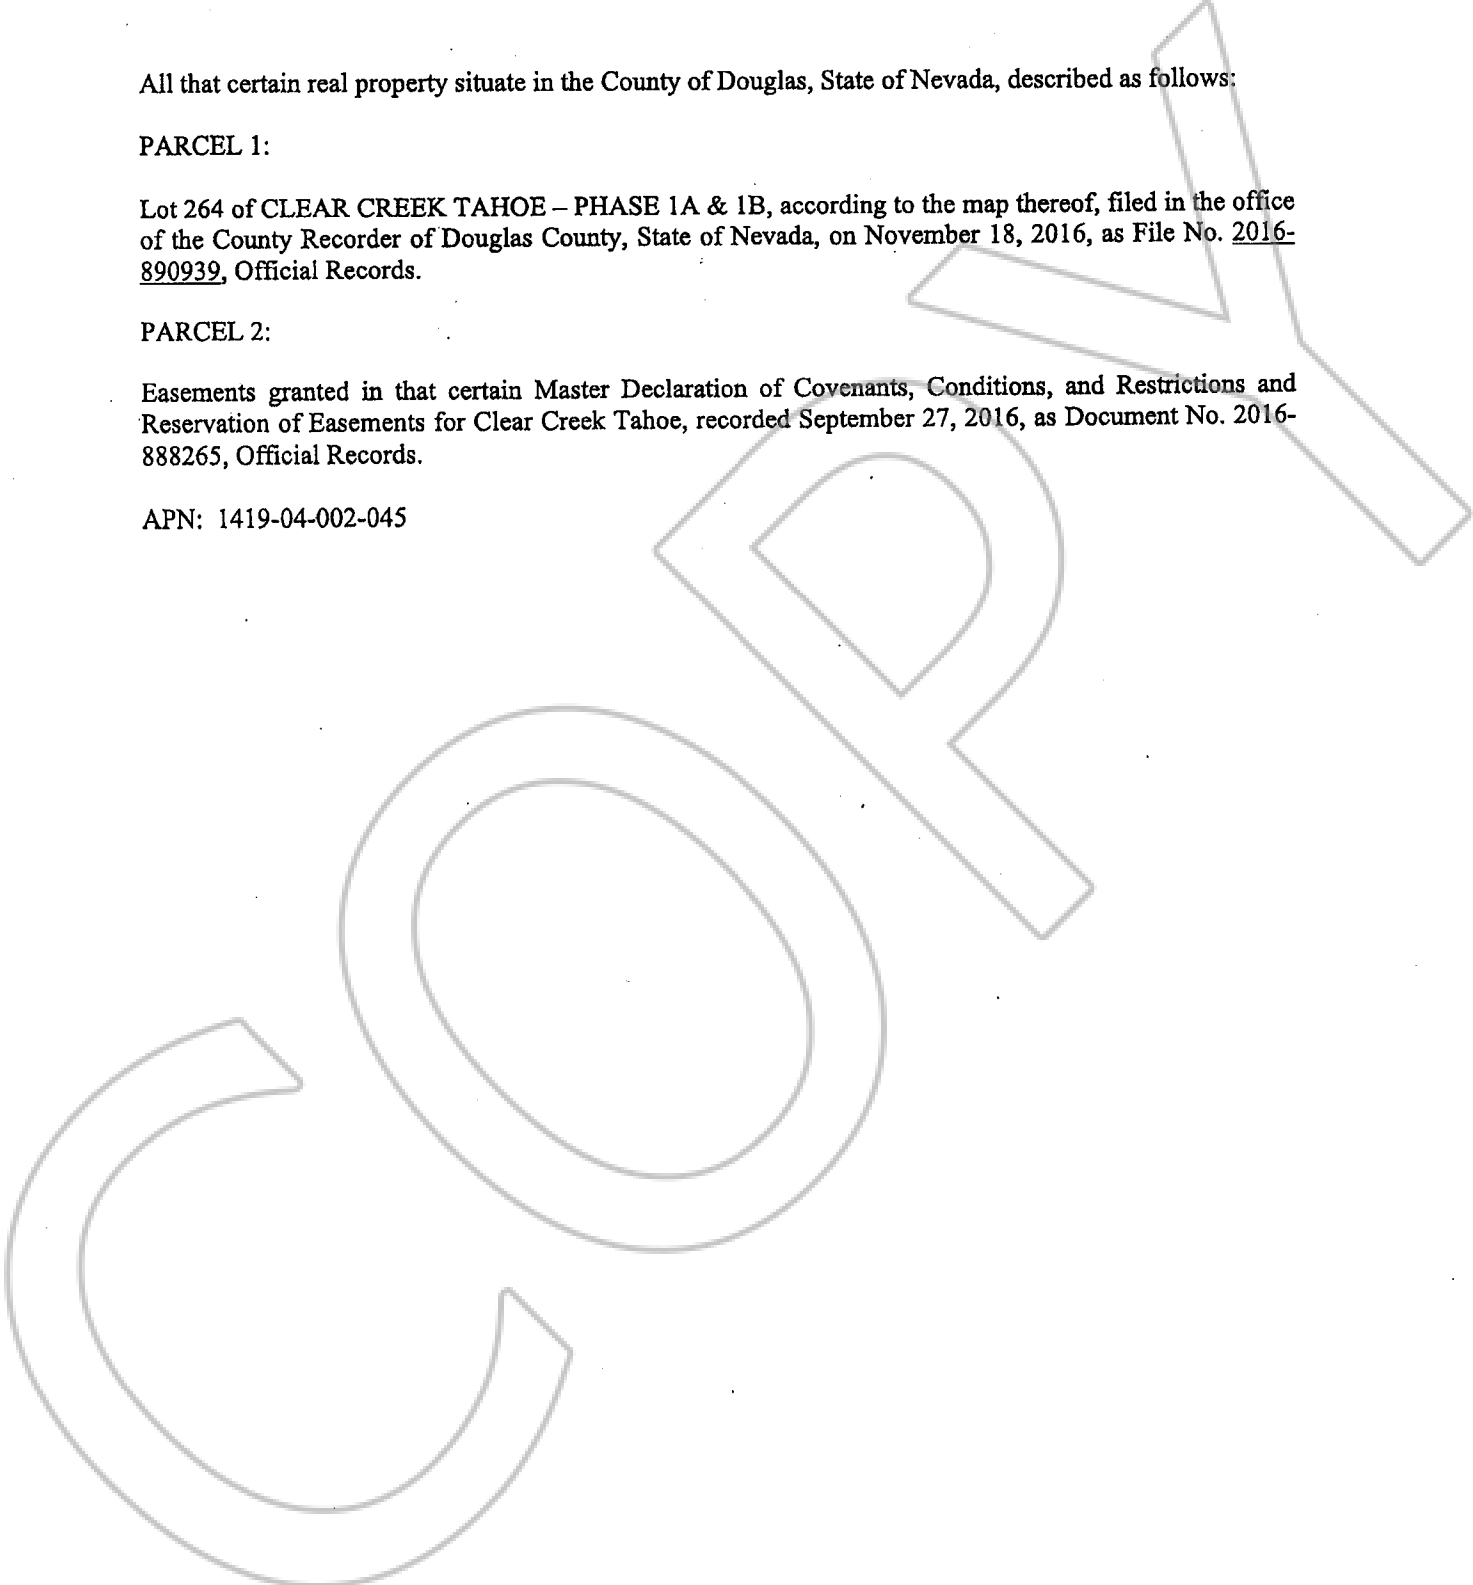 All that certain real property situate in the County of Douglas, State of Nevada, described as follows:
PARCEL 1:
Lot 264 of CLEAR CREEK TAHOE – PHASE 1A & 1B, according to the map thereof, filed in the office
of the County Recorder of Douglas County, State of Nevada, on November 18, 2016, as File No. 2016-
890939, Official Records.
PARCEL 2:
Easements granted in that certain Master Declaration of Covenants, Conditions, and Restrictions and
Reservation of Easements for Clear Creek Tahoe, recorded September 27, 2016, as Document No. 2016-
888265, Official Records.
APN: 1419-04-002-045
COPY